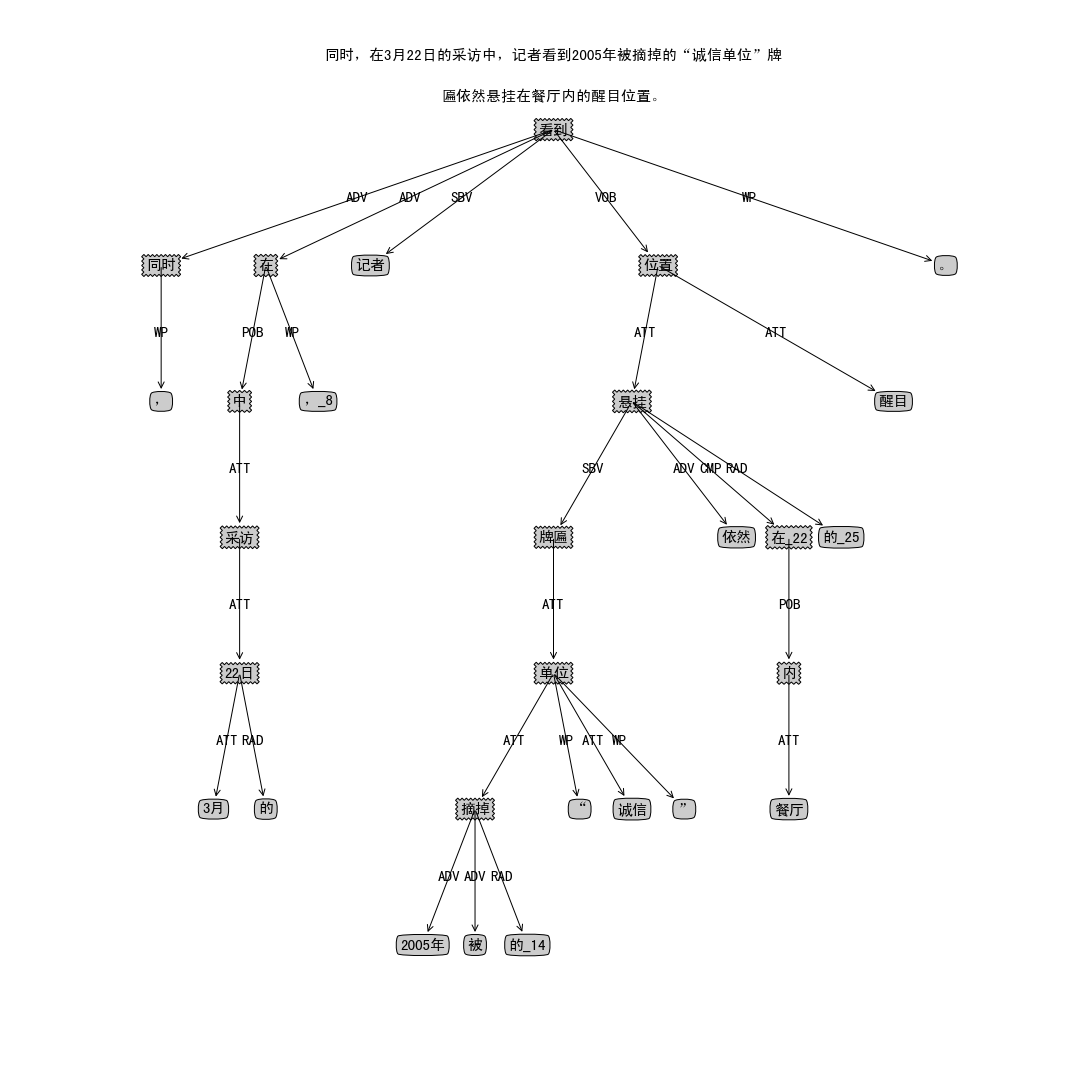 同时，在3月22日的采访中，记者看到2005年被摘掉的“诚信单位”牌
匾依然悬挂在餐厅内的醒目位置。
看到
ADV ADV SBV VOB WP
同时 在 记者 位置 。
WP POB WP ATT ATT
， 中 ，_8 悬挂 醒目
ATT SBV ADV CMP RAD
采访 牌匾 依然 在_22 的_25
ATT ATT POB
22日 单位 内
ATT RAD ATT WP ATT WP ATT
3月 的 摘掉 “ 诚信 ” 餐厅
ADV ADV RAD
2005年 被 的_14